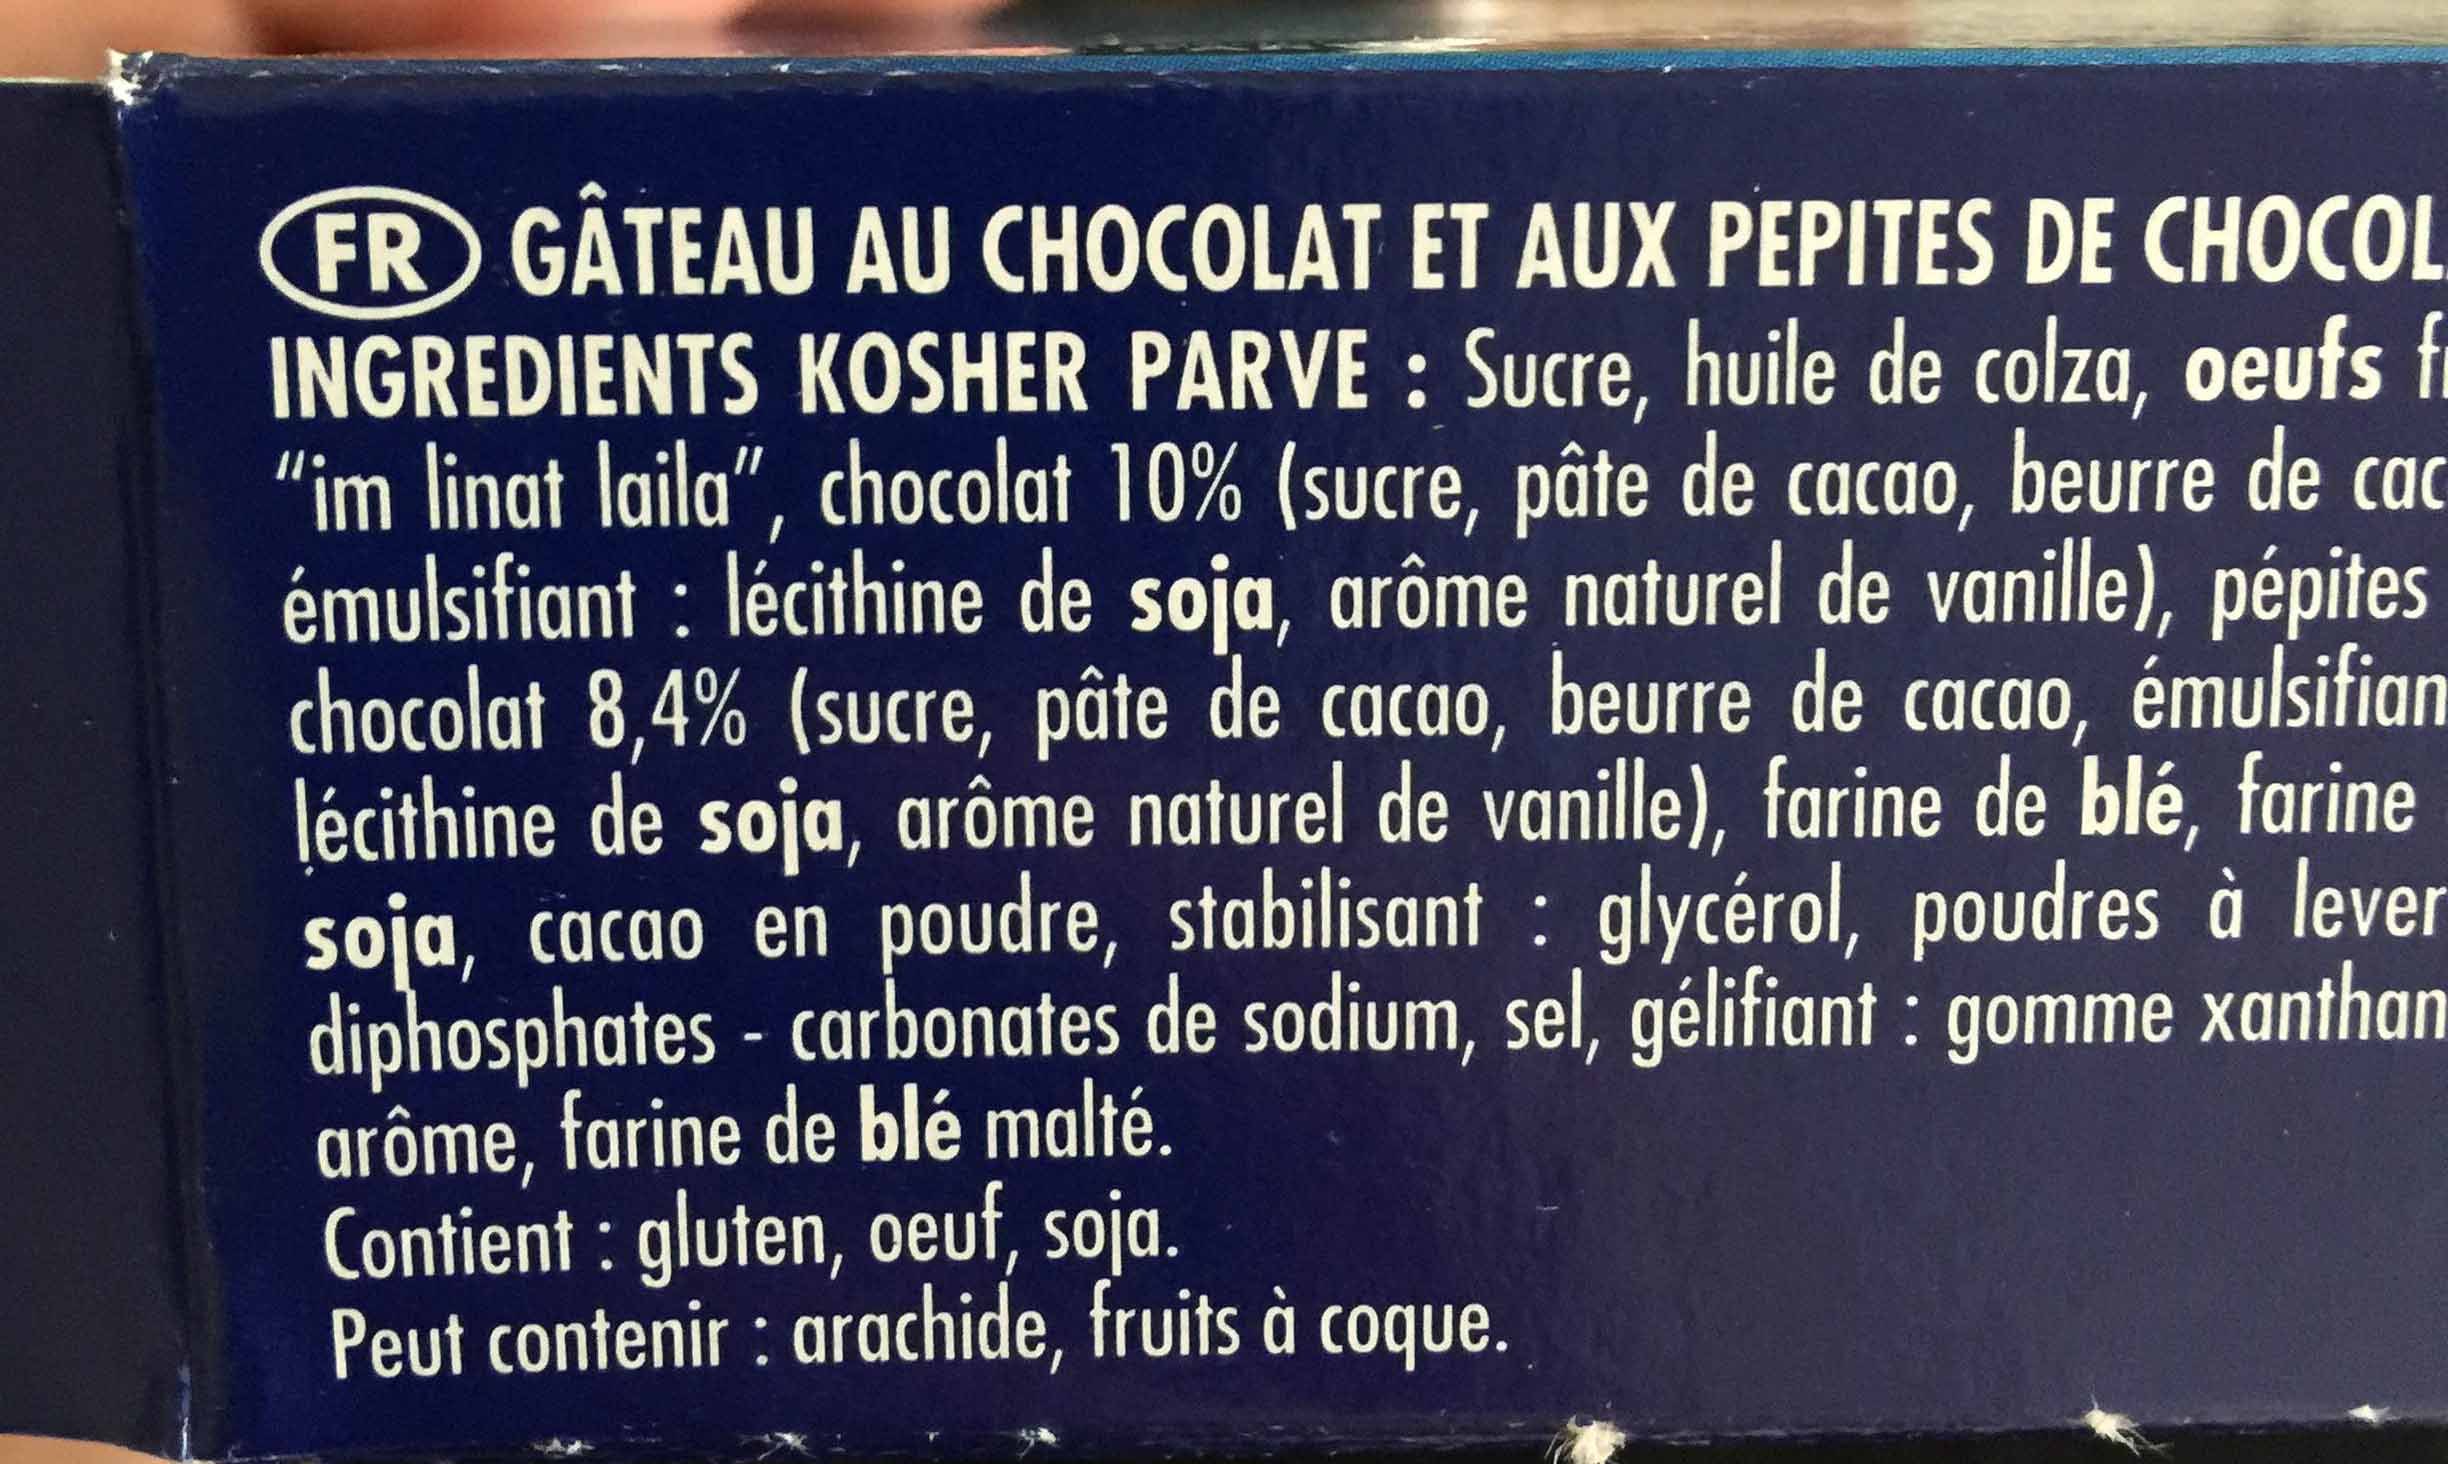 FR GÂTEAU AU CHOCOLAT ET AUX PEPITES DE
INGREDIENTS KOSHER PARVE : Sucre, huile de colza, oeufs
“im linat laila”, chocolat 10% (sucre, pâte de cacao, beurre de
émulsifiant : lécithine de soja, arôme naturel de vanille), pépites
chocolat 8,4% (sucre, pâte de cacao, beurre de cacao,
lécithine de soja, arôme naturel de vanille), farine de blé, farine
soja, cacao en poudre, stabilisant : glycérol, poudres à lever
diphosphates - carbonates de sodium, sel, gélifiant : gomme
arôme, farine de blé malté.
Contient : gluten, oeuf, soja.
Peut contenir : arachide, fruits à coque.